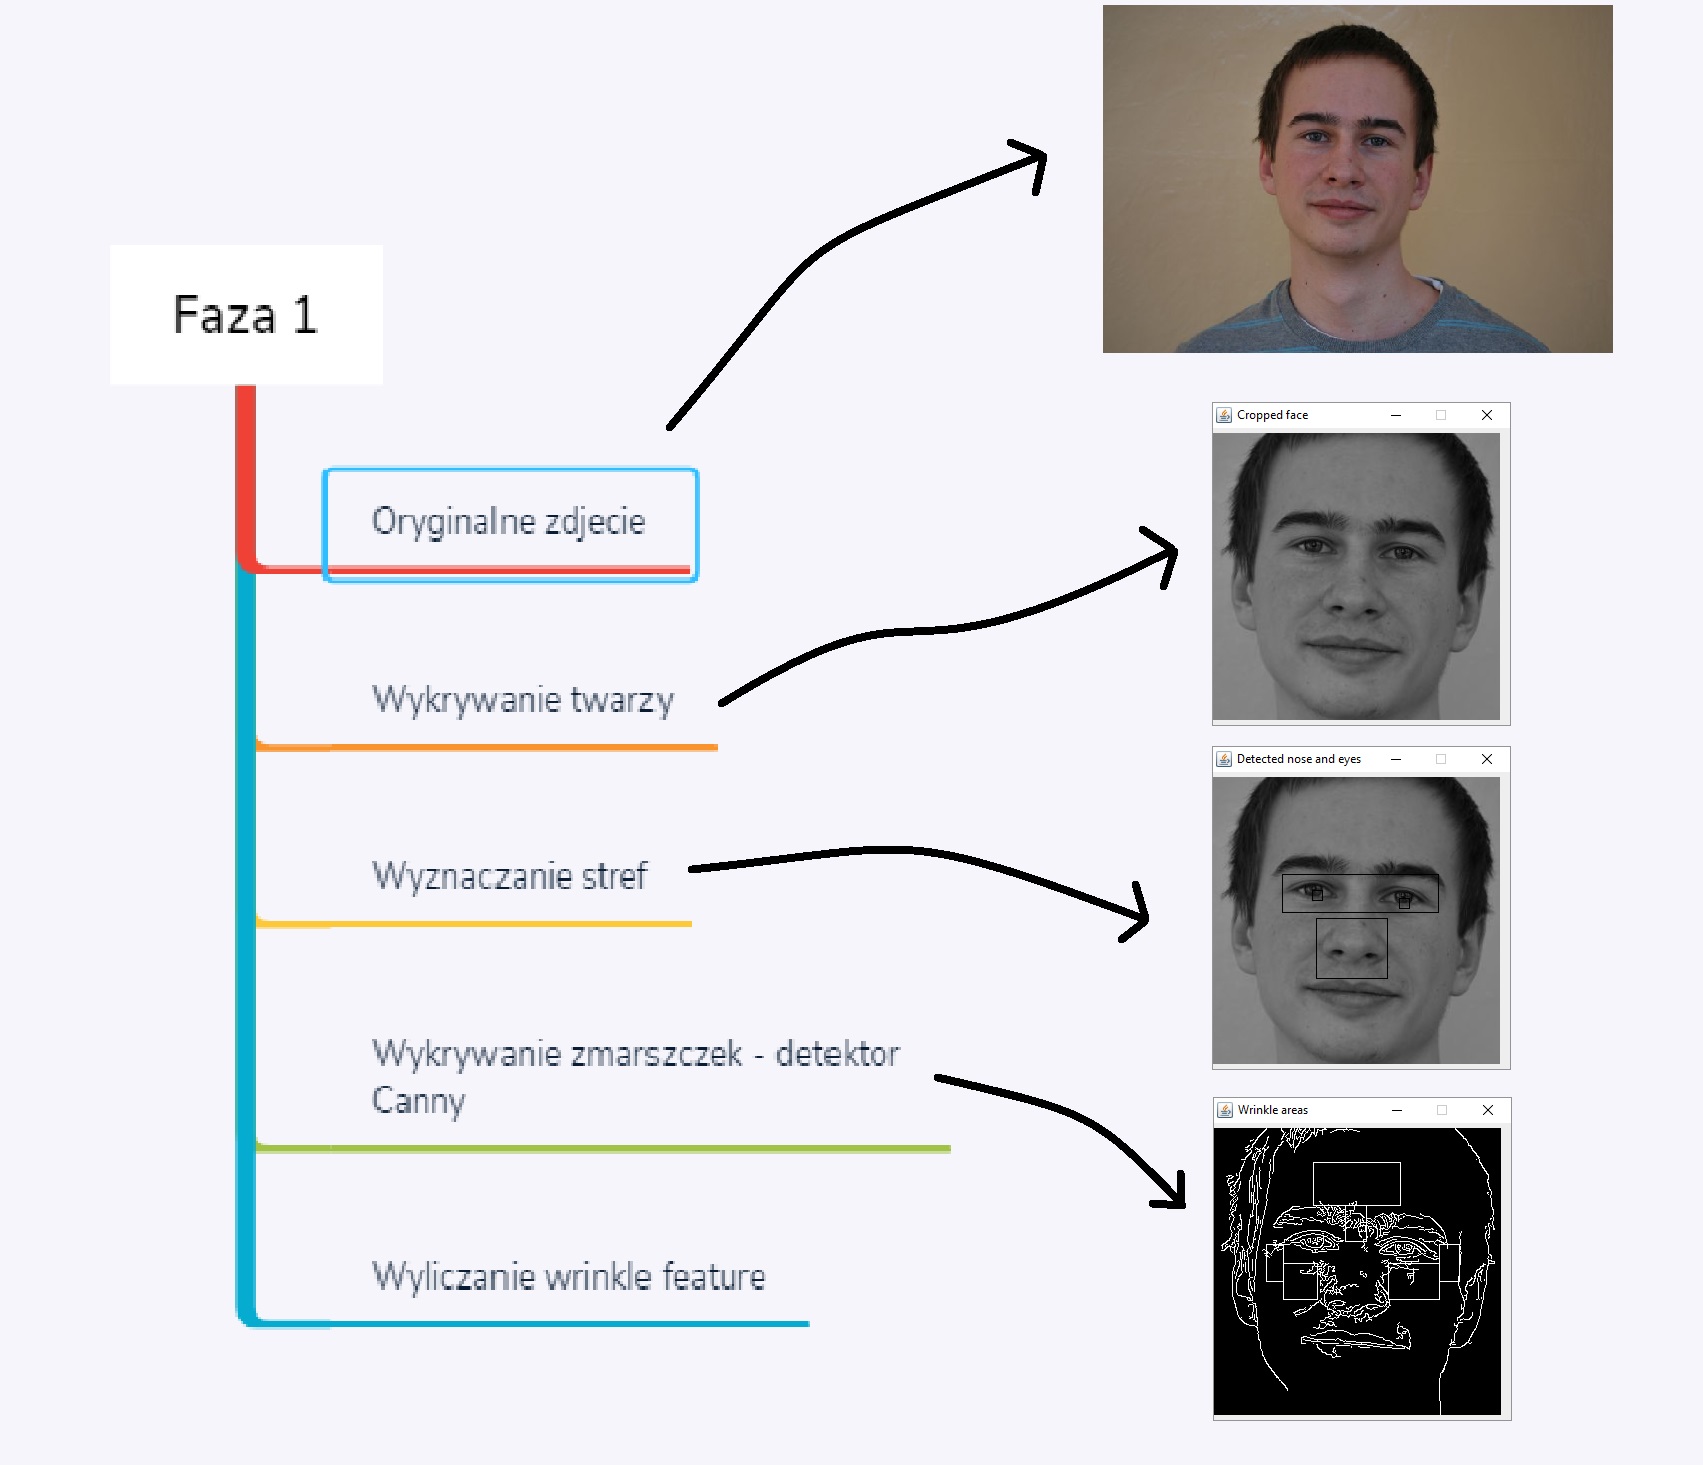 Faza 1
Oryginalne zdjecie
Wykrywanie twarzy
Wyznaczanie stref
Wykrywanie zmarszczek - detektor
Canny
Wyliczanie wrinkle feature
Cropped face
Detected nose and eyes
Wrinkle areas